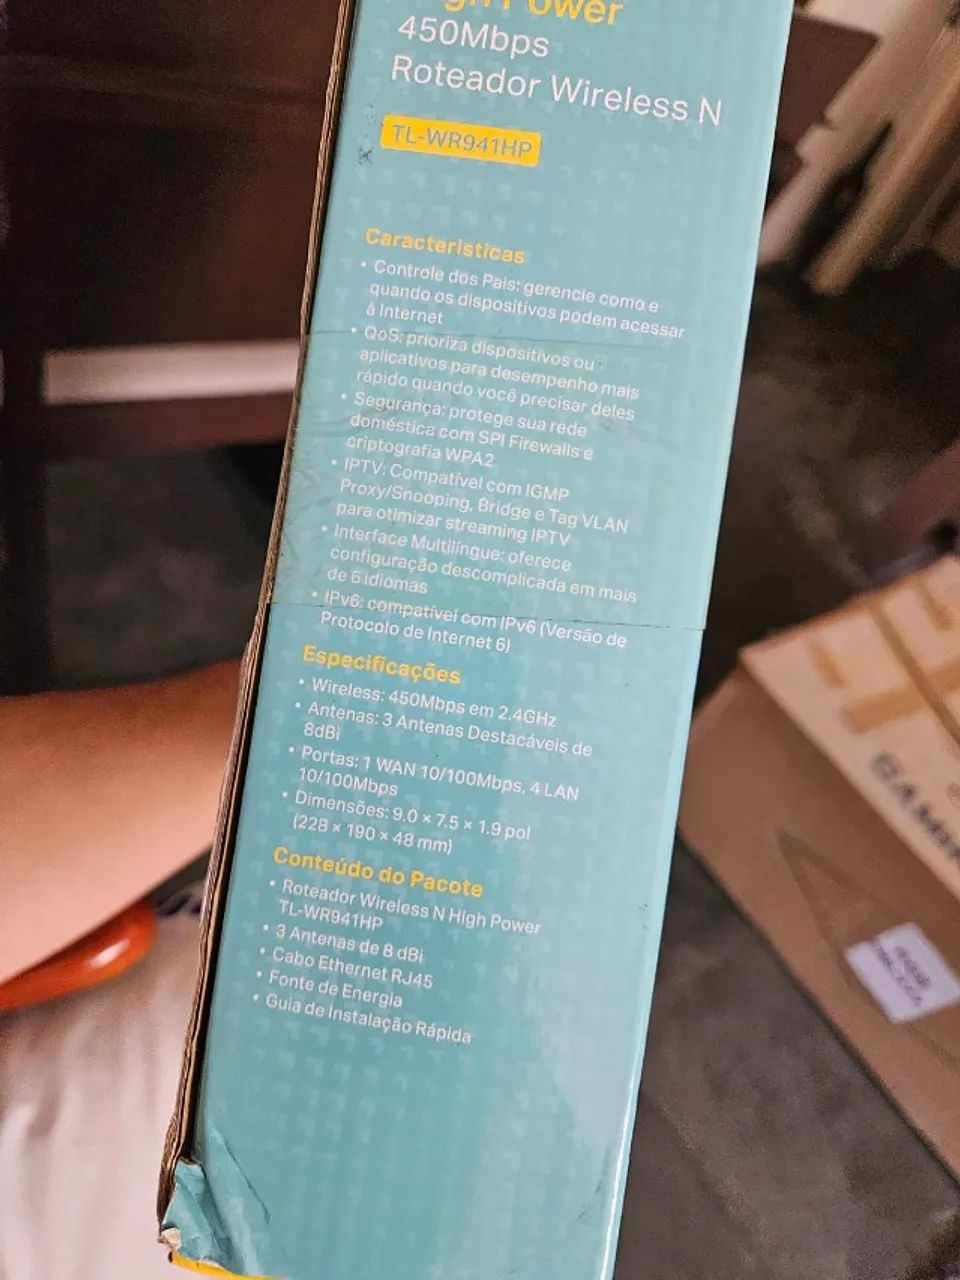 High Power
450Mbps
Roteador Wireless N
TL-WR941HP
Características
• Controle dos Pais: gerencie como e
quando os dispositivos podem acessar
à Internet
• QoS: prioriza dispositivos ou
aplicativos para desempenho mais
rápido quando você precisar deles
• Segurança: protege sua rede
doméstica com SPI Firewalls e
criptografia WPA2
• IPTV: Compatível com IGMP
Proxy/Snooping, Bridge e Tag VLAN
para otimizar streaming IPTV
• Interface Multilíngue: oferece
configuração descomplicada em mais
de 6 idiomas
• IPv6: compatível com IPv6 (Versão de
Protocolo de Internet 6)
Especificações
• Wireless: 450Mbps em 2.4GHz
• Antenas: 3 Antenas Destacáveis de
8dBi
• Portas: 1 WAN 10/100Mbps, 4 LAN
10/100Mbps
• Dimensões: 9.0 × 7.5 × 1.9 pol
(228 × 190 × 48 mm)
Conteúdo do Pacote
• Roteador Wireless N High Power
TL-WR941HP
• 3 Antenas de 8 dBi
• Cabo Ethernet RJ45
• Fonte de Energia
• Guia de Instalação Rápida